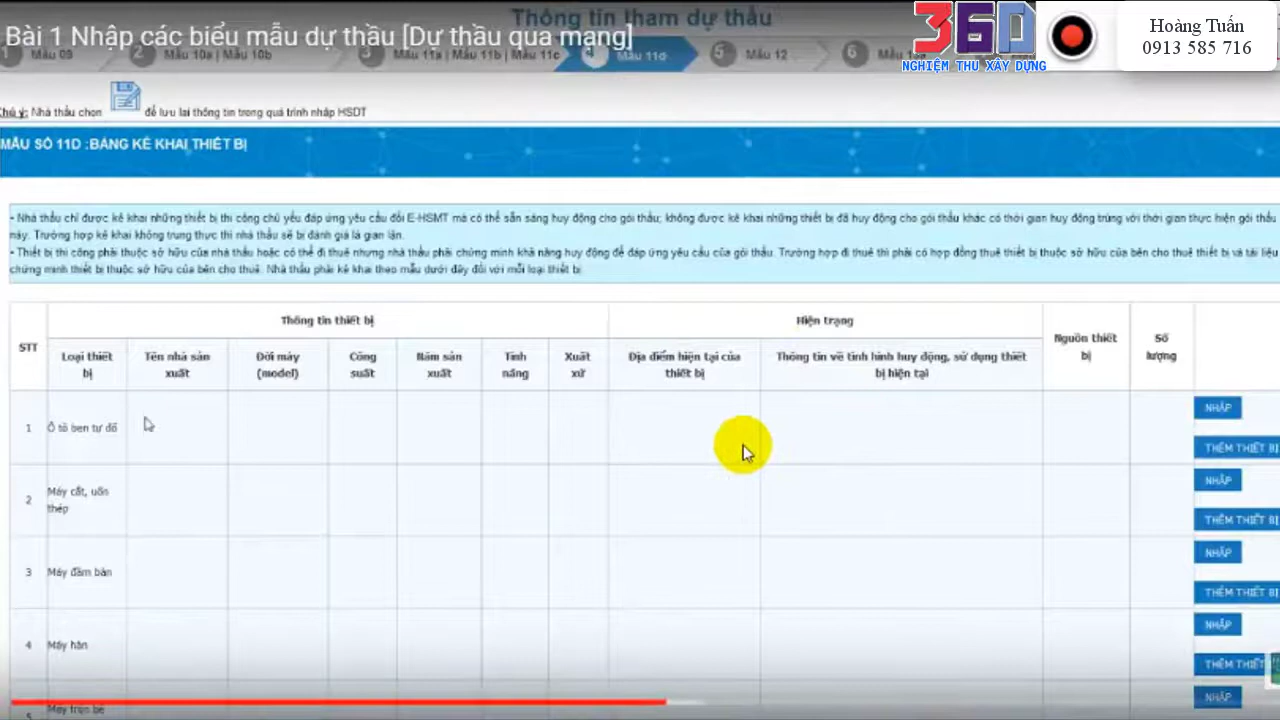 Thông tin tham dự thầu
Bài 1 Nhập các biểu mẫu dự thầu [Dự thầu qua mạng]
1 Mẫu 09
2 Mẫu 10a | Mẫu 10b
3 Mẫu 11a | Mẫu 11b | Mẫu 11c
4 Mẫu 11d
5 Mẫu 12
6
360
NGHIỆM THU XÂY DỰNG
Hoàng Tuấn
0913 585 716
Chú ý: Nhà thầu chọn để lưu lại thông tin trong quá trình nhập HSDT
MẪU SỐ 11D :BẢNG KÊ KHAI THIẾT BỊ
• Nhà thầu chỉ được kê khai những thiết bị thi công chủ yếu đáp ứng yêu cầu đối E-HSMT mà có thể sẵn sàng huy động cho gói thầu; không được kê khai những thiết bị đã huy động cho gói thầu khác có thời gian huy động trùng với thời gian thực hiện gói thầu
này. Trường hợp kê khai không trung thực thì nhà thầu sẽ bị đánh giá là gian lận.
• Thiết bị thi công phải thuộc sở hữu của nhà thầu hoặc có thể đi thuê nhưng nhà thầu phải chứng minh khả năng huy động để đáp ứng yêu cầu của gói thầu. Trường hợp đi thuê thì phải có hợp đồng thuê thiết bị thuộc sở hữu của bên cho thuê thiết bị và tài liệu
chứng minh thiết bị thuộc sở hữu của bên cho thuê. Nhà thầu phải kê khai theo mẫu dưới đây đối với mỗi loại thiết bị
STT
Thông tin thiết bị
Hiện trạng
Nguồn thiết
bị
Số
lượng
Loại thiết
bị
Tên nhà sản
xuất
Đời máy
(model)
Công
suất
Năm sản
xuất
Tính
năng
Xuất
xứ
Địa điểm hiện tại của
thiết bị
Thông tin về tình hình huy động, sử dụng thiết
bị hiện tại
1 Ô tô ben tự đổ
NHẬP
THÊM THIẾT BỊ
2 Máy cắt, uốn
thép
NHẬP
THÊM THIẾT BỊ
3 Máy đầm bàn
NHẬP
THÊM THIẾT BỊ
4 Máy hàn
NHẬP
THÊM THIẾT
5 Máy trộn bê
NHẬP